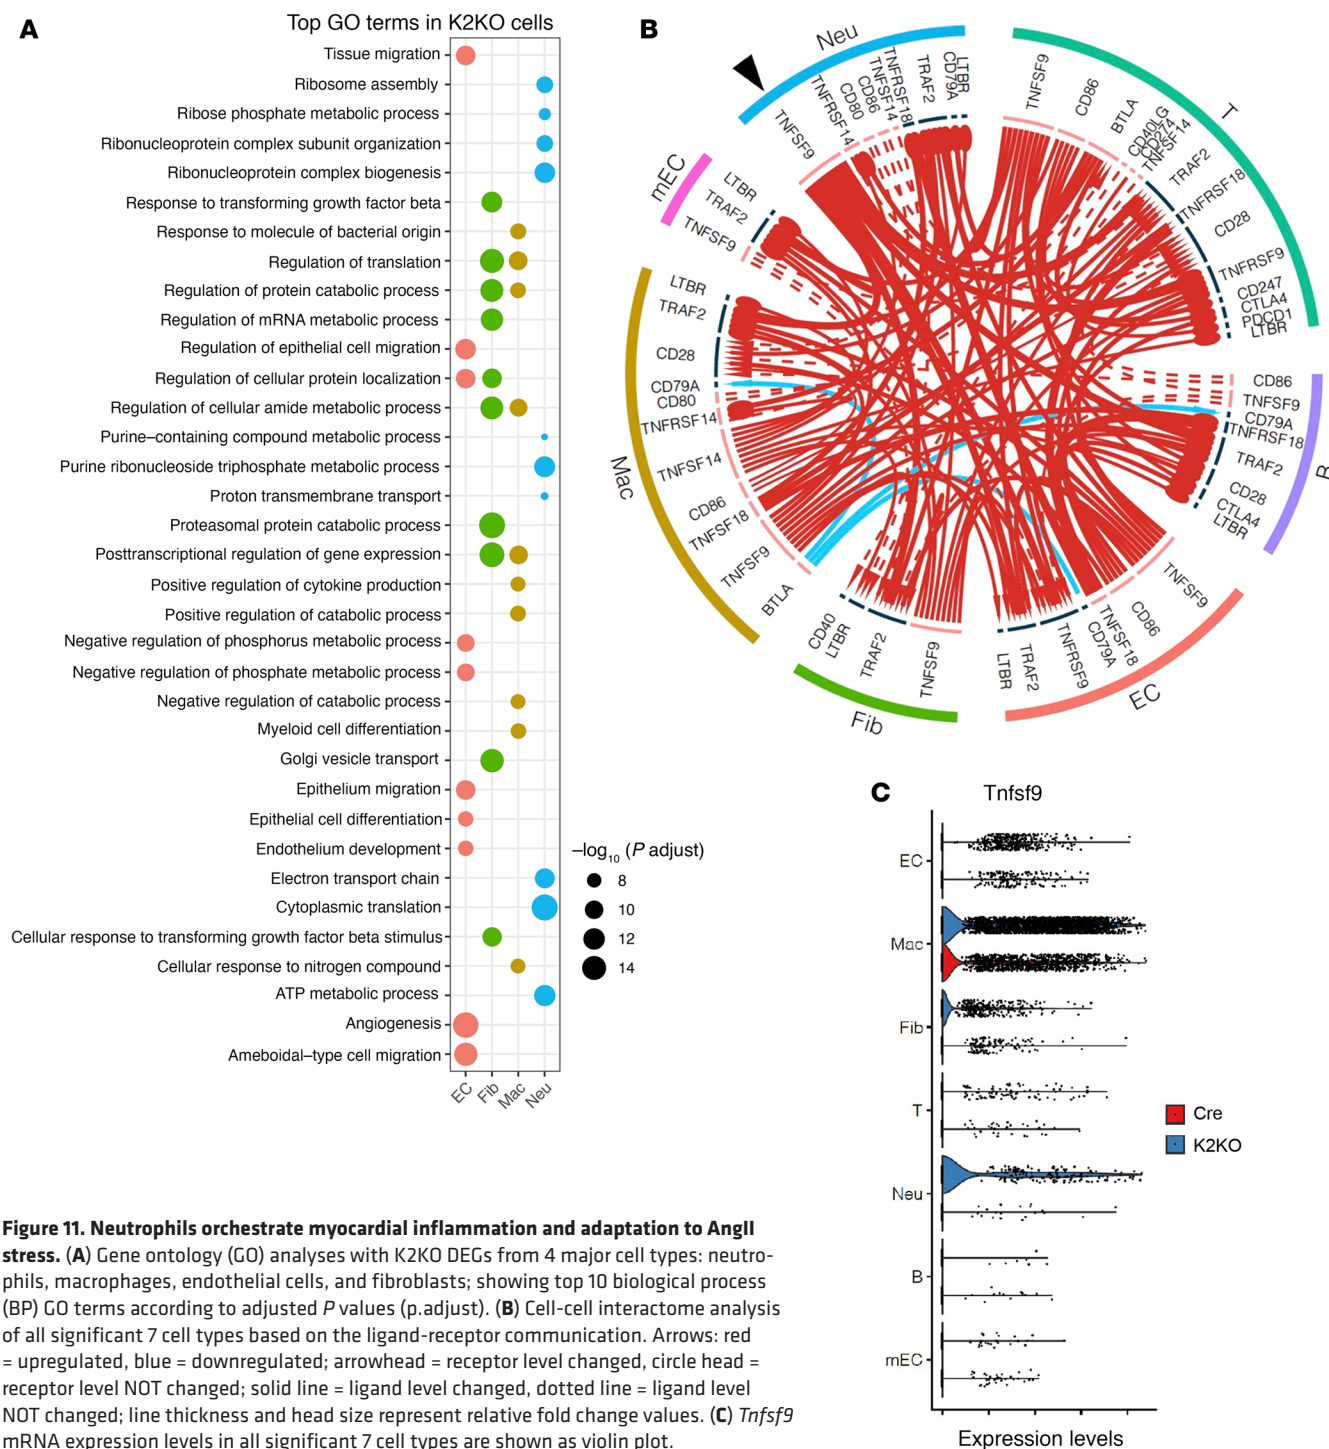 A
Top GO terms in K2KO cells
Tissue migration
Ribosome assembly
Ribose phosphate metabolic process
Ribonucleoprotein complex subunit organization
Ribonucleoprotein complex biogenesis
Response to transforming growth factor beta
Response to molecule of bacterial origin
Regulation of translation
Regulation of protein catabolic process
Regulation of mRNA metabolic process
Regulation of epithelial cell migration
Regulation of cellular protein localization
Regulation of cellular amide metabolic process
Purine–containing compound metabolic process
Purine ribonucleoside triphosphate metabolic process
Proton transmembrane transport
Proteasomal protein catabolic process
Posttranscriptional regulation of gene expression
Positive regulation of cytokine production
Positive regulation of catabolic process
Negative regulation of phosphorus metabolic process
Negative regulation of phosphate metabolic process
Negative regulation of catabolic process
Myeloid cell differentiation
Golgi vesicle transport
Epithelium migration
Epithelial cell differentiation
Endothelium development
Electron transport chain
Cytoplasmic translation
Cellular response to transforming growth factor beta stimulus
Cellular response to nitrogen compound
ATP metabolic process
Angiogenesis
Ameboidal–type cell migration
EC
Fib
Mac
Neu
–log10 (P adjust)
8
10
12
14
B
Neu
TNFSF9
TNFRSF14
CD80
CD86
TNFSF14
TNFRSF18
TRAF2
CD79A
LTBR
T
TNFSF9
CD86
BTLA
CD40LG
CD274
TNFSF14
TRAF2
TNFRSF18
CD28
TNFRSF9
CD247
CTLA4
PDCD1
LTBR
B
CD86
TNFSF9
CD79A
TNFRSF18
TRAF2
CD28
CTLA4
LTBR
EC
TNFSF9
CD86
TNFSF18
CD79A
TNFRSF9
TRAF2
LTBR
Fib
TNFSF9
TRAF2
LTBR
CD40
Mac
BTLA
TNFSF9
TNFSF18
CD86
TNFSF14
TNFRSF14
CD80
CD79A
CD28
TRAF2
LTBR
mEC
TNFSF9
TRAF2
LTBR
C
Tnfsf9
EC
Mac
Fib
T
Neu
B
mEC
Expression levels
Cre
K2KO
Figure 11. Neutrophils orchestrate myocardial inflammation and adaptation to AngII
stress. (A) Gene ontology (GO) analyses with K2KO DEGs from 4 major cell types: neutro-
phils, macrophages, endothelial cells, and fibroblasts; showing top 10 biological process
(BP) GO terms according to adjusted P values (p.adjust). (B) Cell-cell interactome analysis
of all significant 7 cell types based on the ligand-receptor communication. Arrows: red
= upregulated, blue = downregulated; arrowhead = receptor level changed, circle head =
receptor level NOT changed; solid line = ligand level changed, dotted line = ligand level
NOT changed; line thickness and head size represent relative fold change values. (C) Tnfsf9
mRNA expression levels in all significant 7 cell types are shown as violin plot.